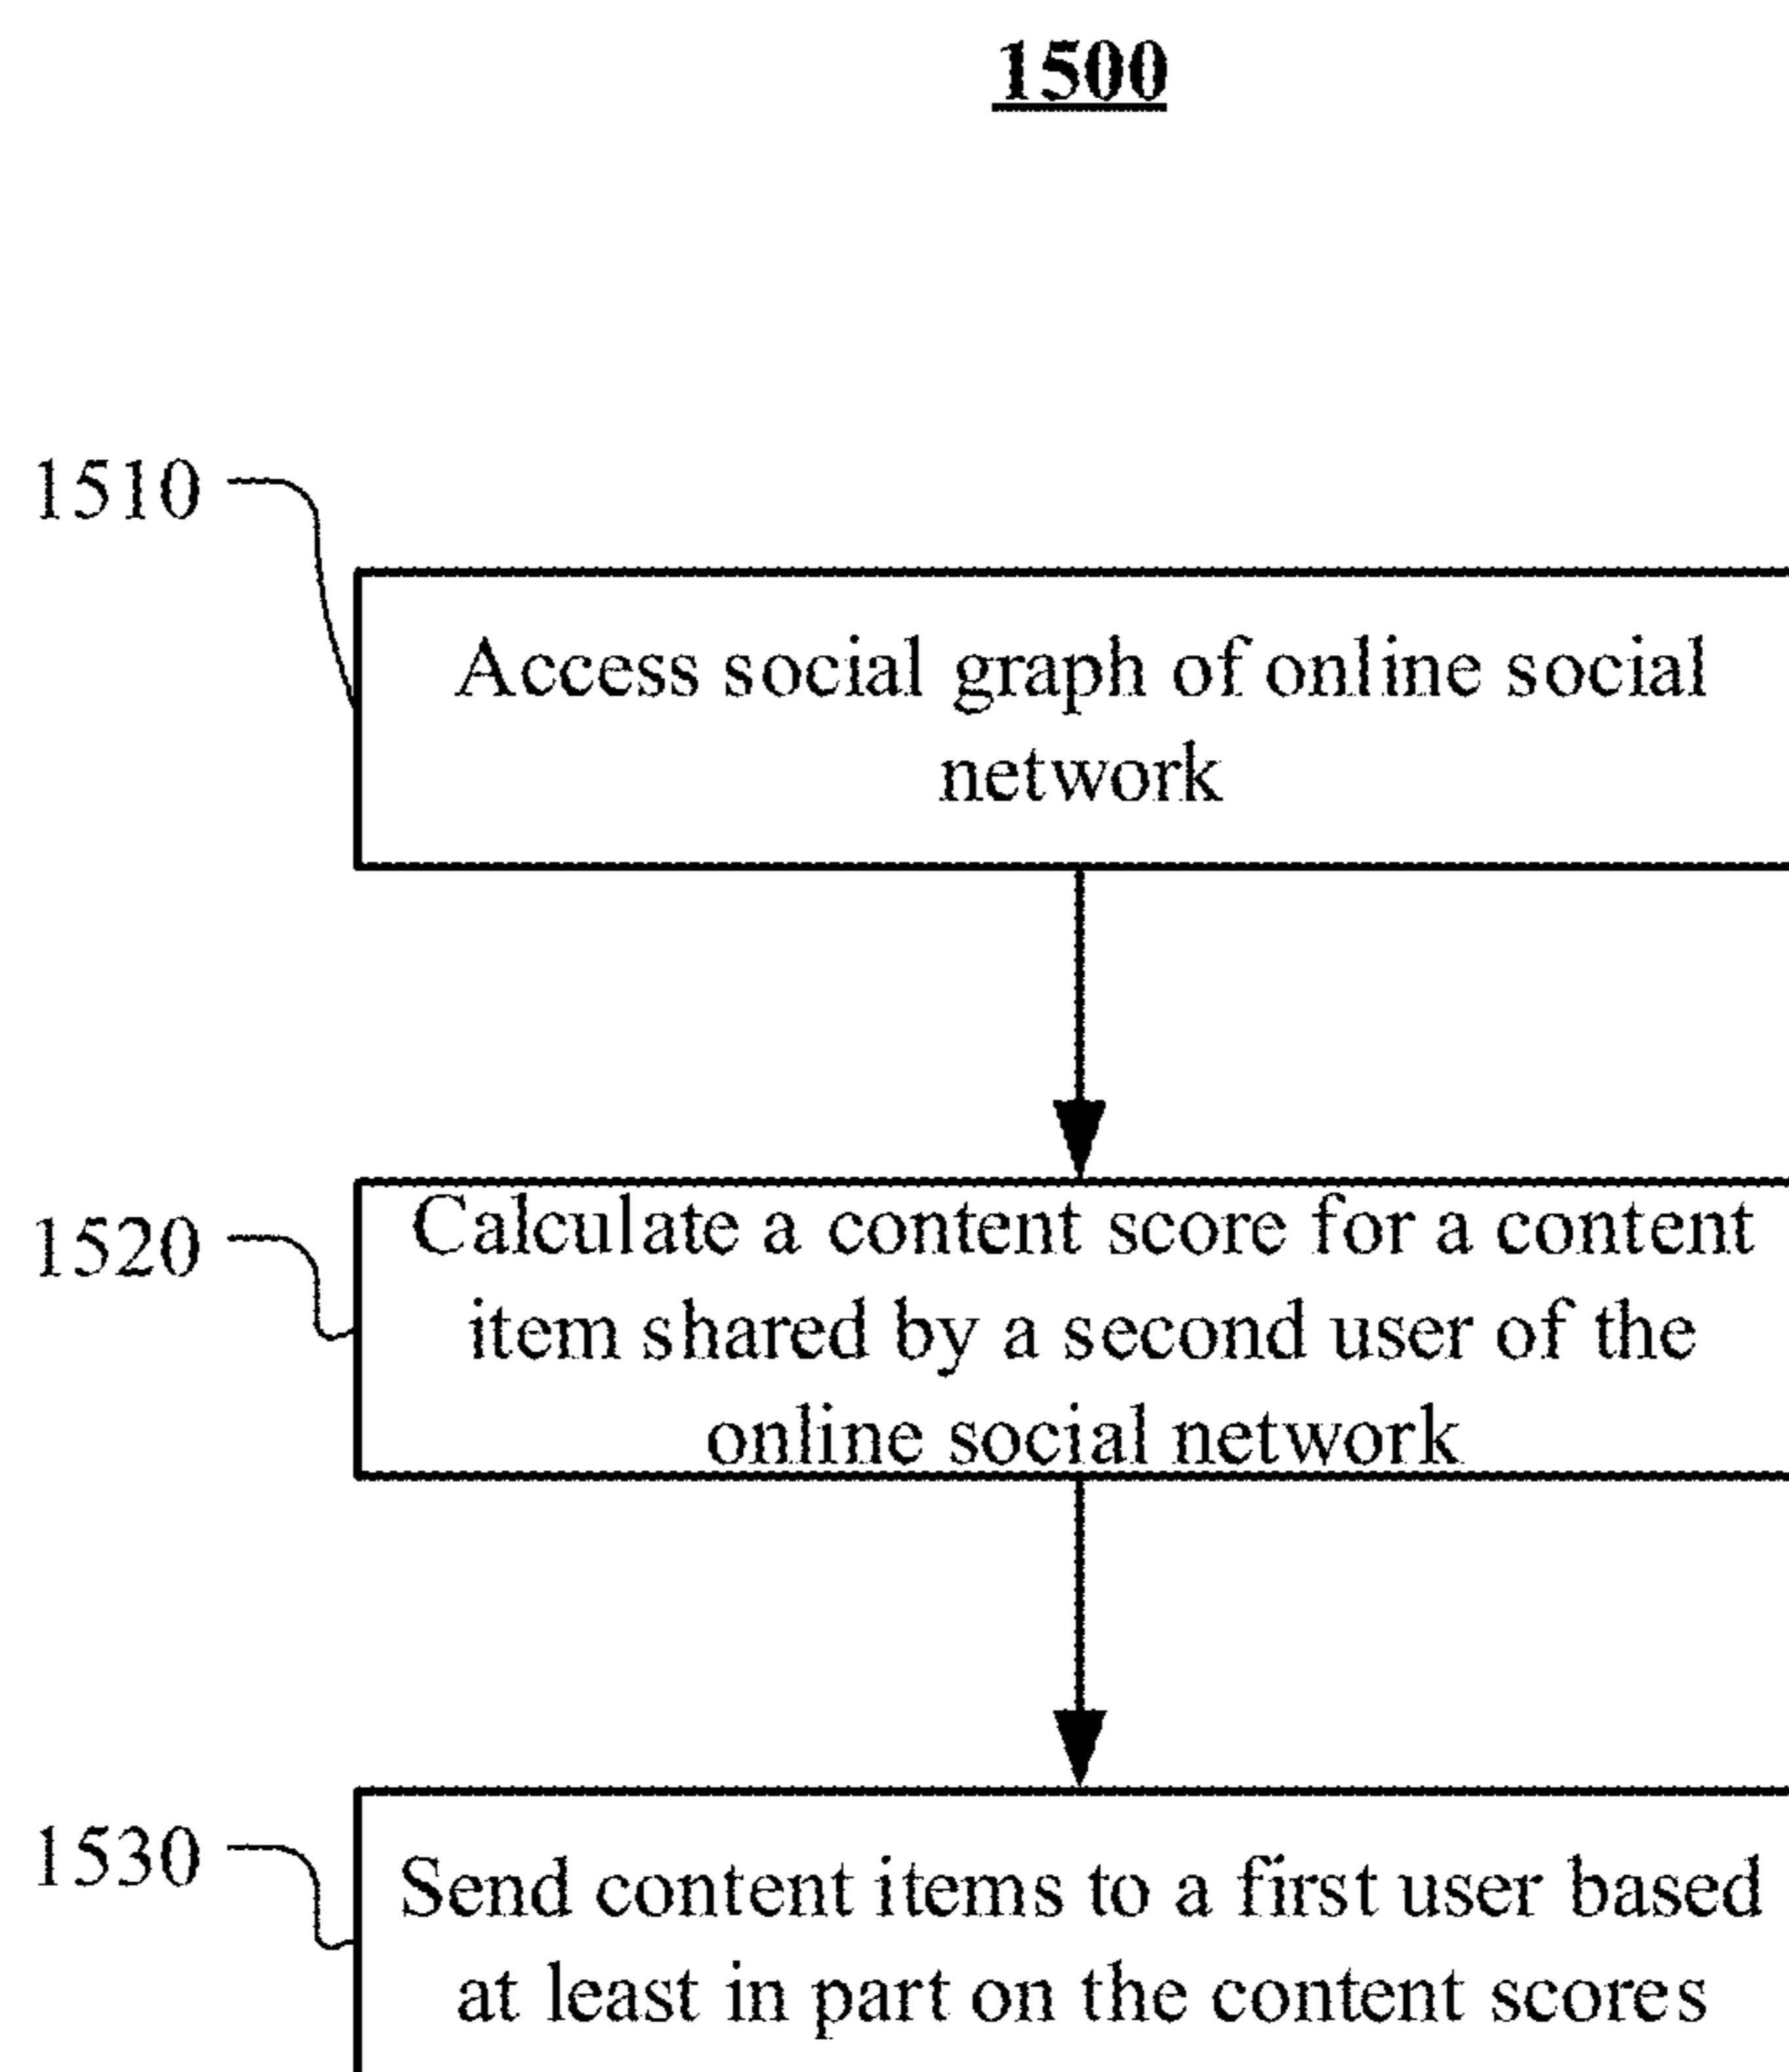 1500
1510
Access social graph of online social
network
1520
Calculate a content score for a content
item shared by a second user of the
online social network
1530
Send content items to a first user based
at least in part on the content scores